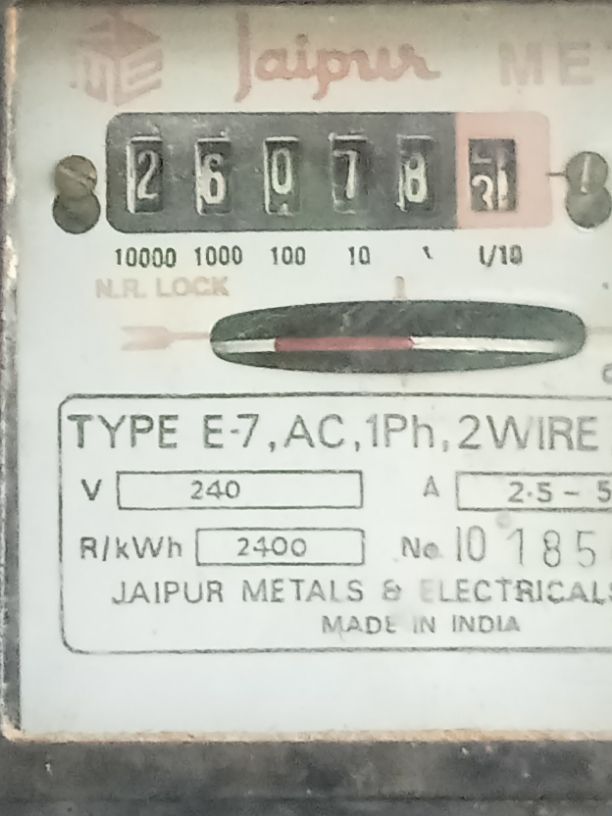 Jaipur
2 6 0 7 8
10000 1000 100 10 1 1/10
N.R. LOCK
TYPE E-7, AC, 1Ph, 2WIRE
V 240 A 2.5 - 5
R/kWh 2400 No. 10185
JAIPUR METALS & ELECTRICALS
MADE IN INDIA